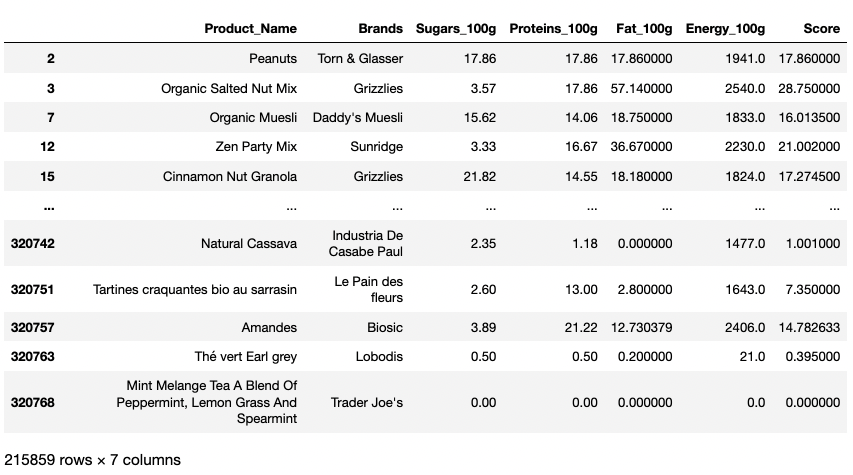 Product_Name Brands Sugars_100g Proteins_100g Fat_100g Energy_100g Score
2 Peanuts Torn & Glasser 17.86 17.86 17.860000 1941.0 17.860000
3 Organic Salted Nut Mix Grizzlies 3.57 17.86 57.140000 2540.0 28.750000
7 Organic Muesli Daddy's Muesli 15.62 14.06 18.750000 1833.0 16.013500
12 Zen Party Mix Sunridge 3.33 16.67 36.670000 2230.0 21.002000
15 Cinnamon Nut Granola Grizzlies 21.82 14.55 18.180000 1824.0 17.274500
... ... ... ... ... ... ... ...
320742 Natural Cassava Industria De
Casabe Paul 2.35 1.18 0.000000 1477.0 1.001000
320751 Tartines craquantes bio au sarrasin Le Pain des
fleurs 2.60 13.00 2.800000 1643.0 7.350000
320757 Amandes Biosic 3.89 21.22 12.730379 2406.0 14.782633
320763 Thé vert Earl grey Lobodis 0.50 0.50 0.200000 21.0 0.395000
Mint Melange Tea A Blend Of
320768 Peppermint, Lemon Grass And Trader Joe's 0.00 0.00 0.000000 0.0 0.000000
Spearmint
215859 rows × 7 columns